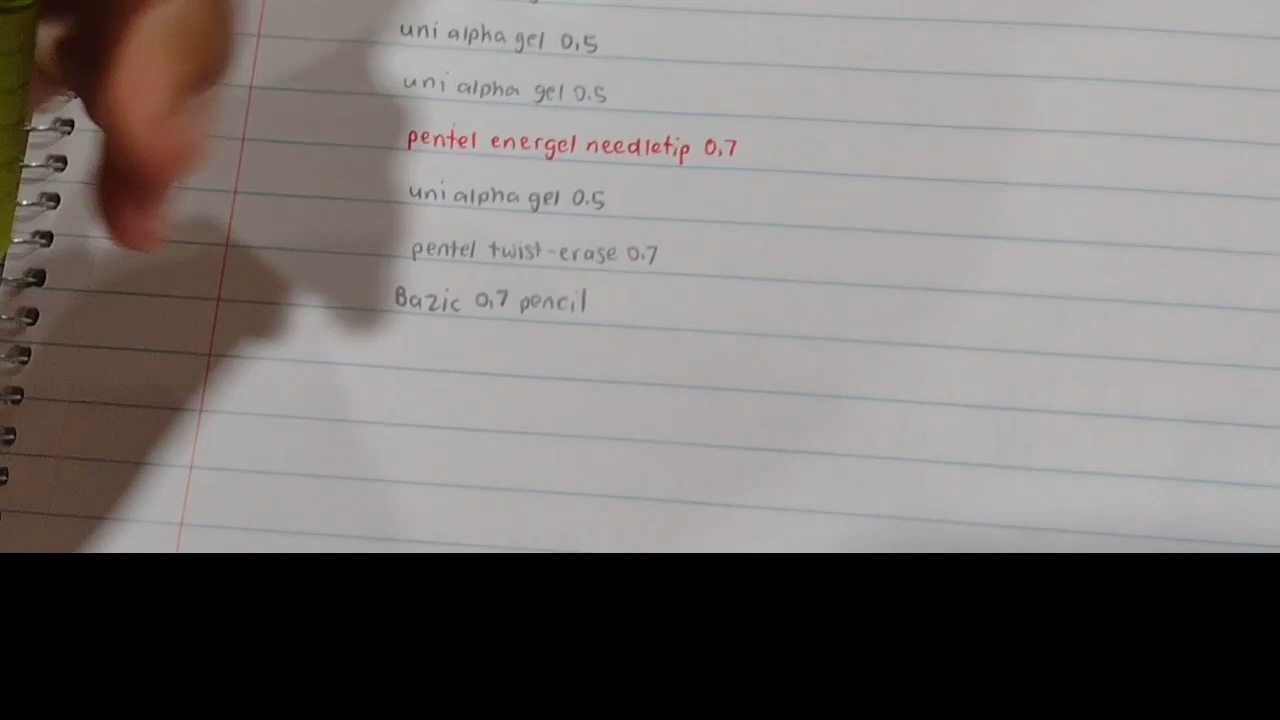 uni alpha gel 0.5
uni alpha gel 0.5
pentel energel needletip 0.7
uni alpha gel 0.5
pentel twist-erase 0.7
Bazic 0.7 pencil